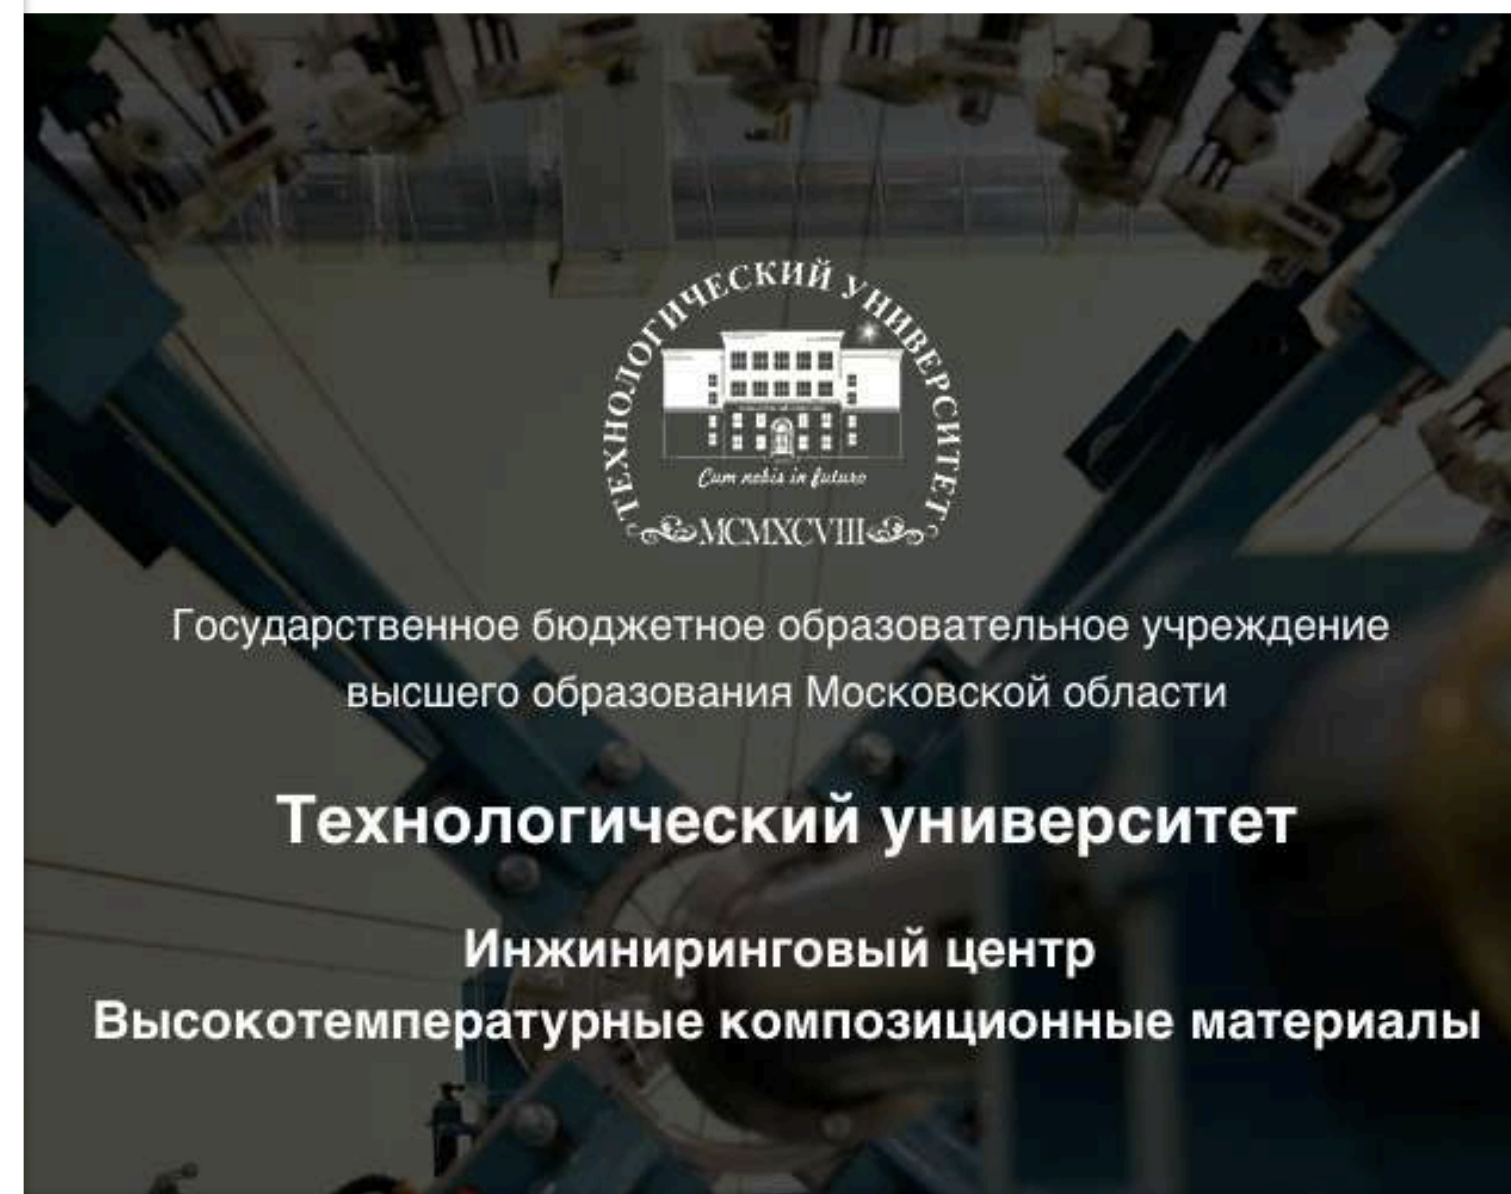 ТЕХНОЛОГИЧЕСКИЙ УНИВЕРСИТЕТ
Cum nobis in futuro
MCMXCVIII
Государственное бюджетное образовательное учреждение
высшего образования Московской области
Технологический университет
Инжиниринговый центр
Высокотемпературные композиционные материалы